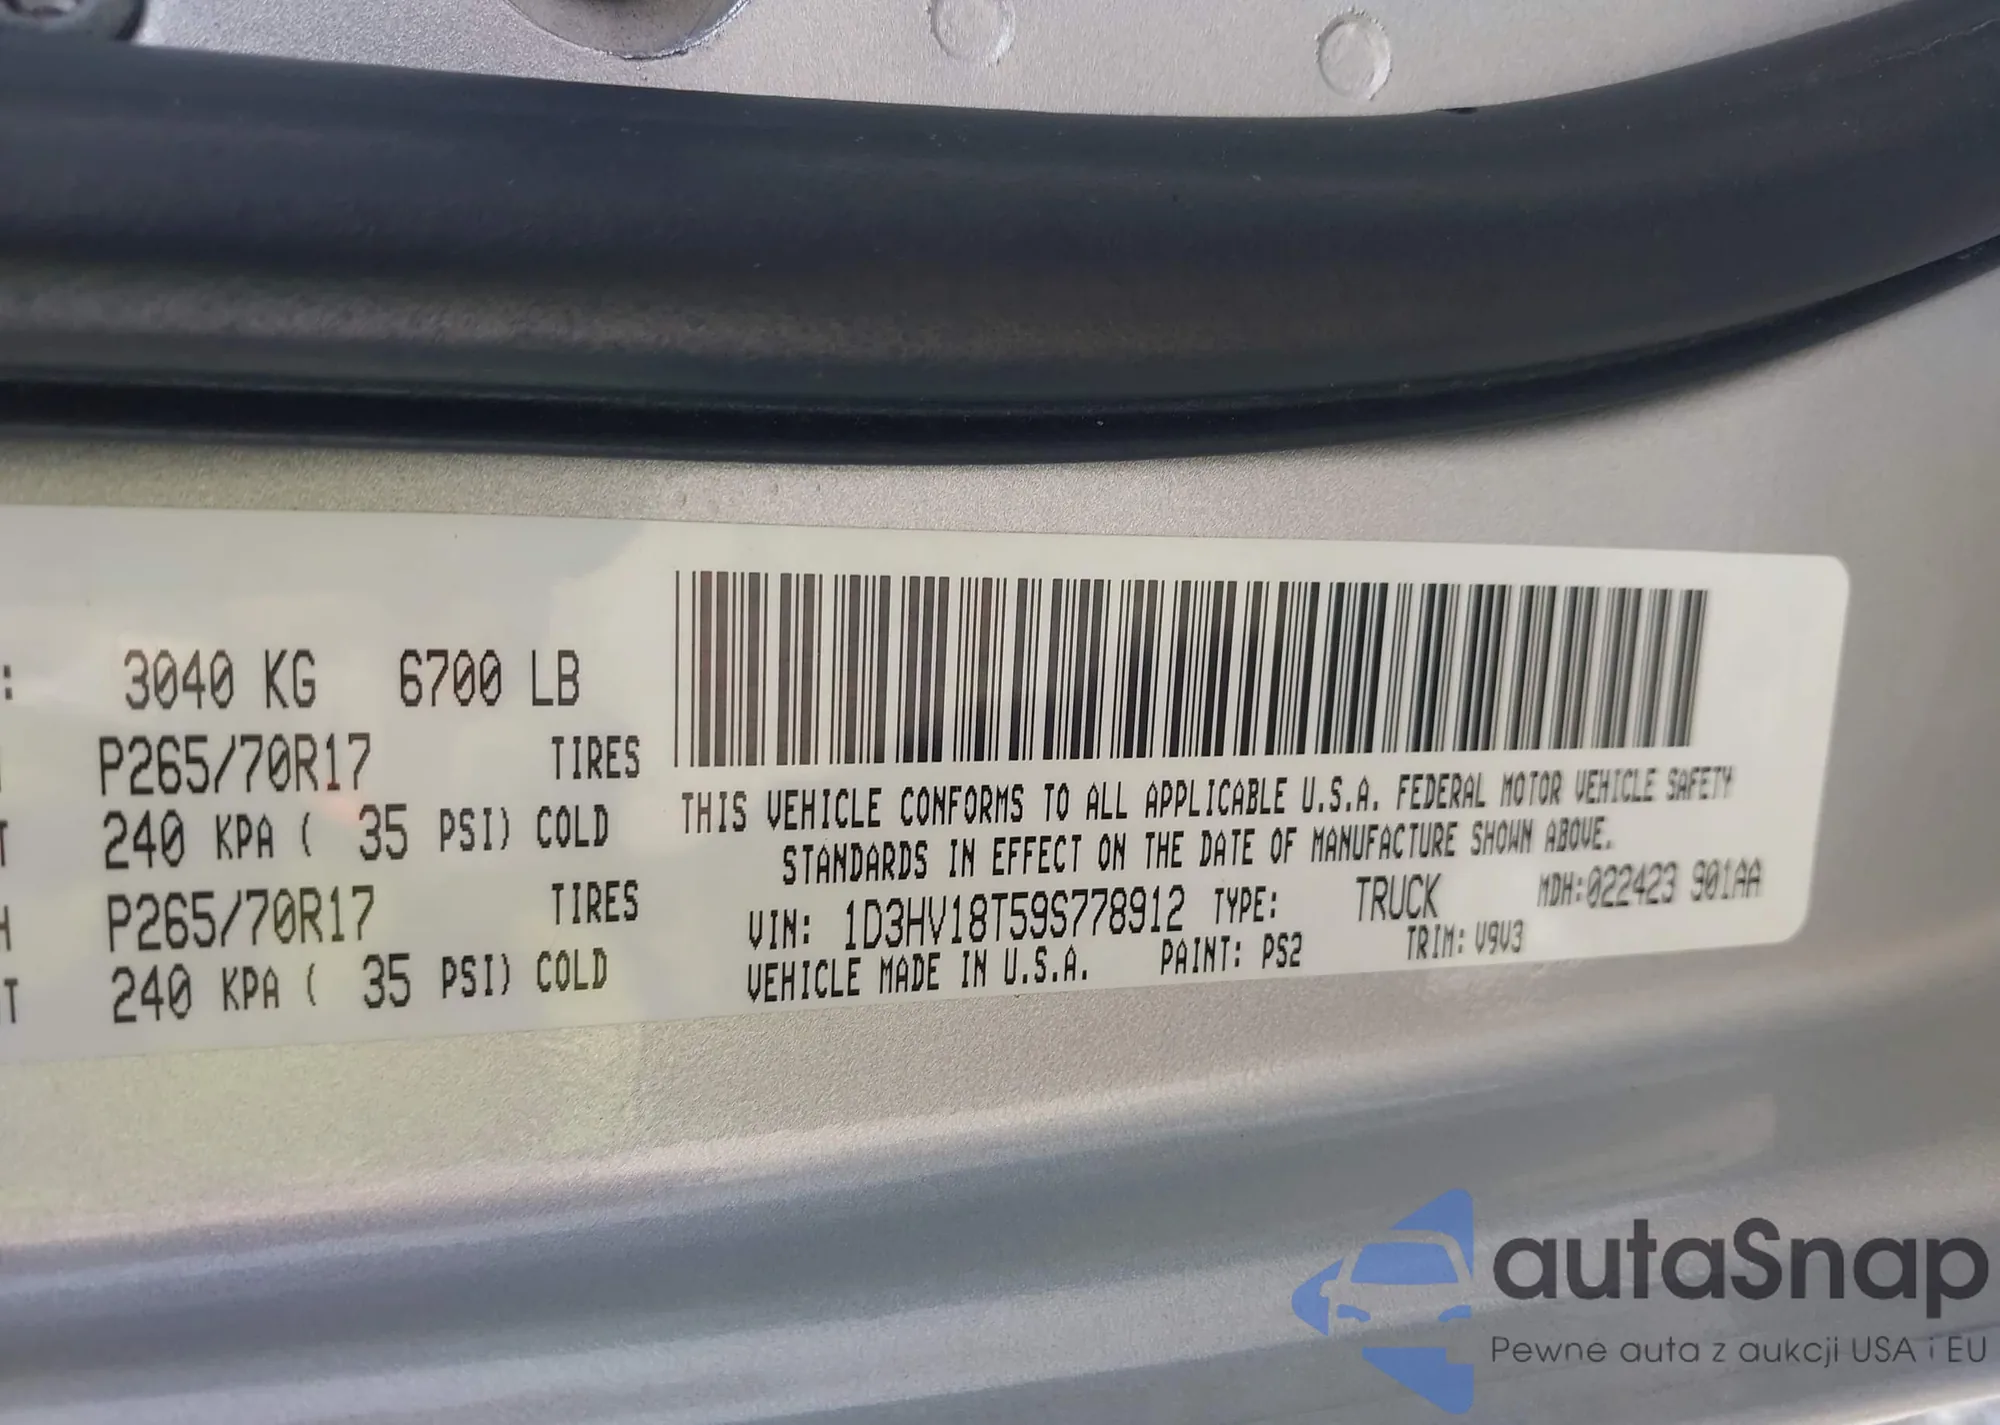 : 3040 KG 6700 LB
P265/70R17 TIRES
T 240 KPA ( 35 PSI) COLD
H P265/70R17 TIRES
T 240 KPA ( 35 PSI) COLD
THIS VEHICLE CONFORMS TO ALL APPLICABLE U.S.A. FEDERAL MOTOR VEHICLE SAFETY
STANDARDS IN EFFECT ON THE DATE OF MANUFACTURE SHOWN ABOVE.
VIN: 1D3HV18T59S778912 TYPE: TRUCK MDH:022423 901AA
VEHICLE MADE IN U.S.A. PAINT: PS2 TRIM: V9V3
autaSnap
Pewne auta z aukcji USA i EU